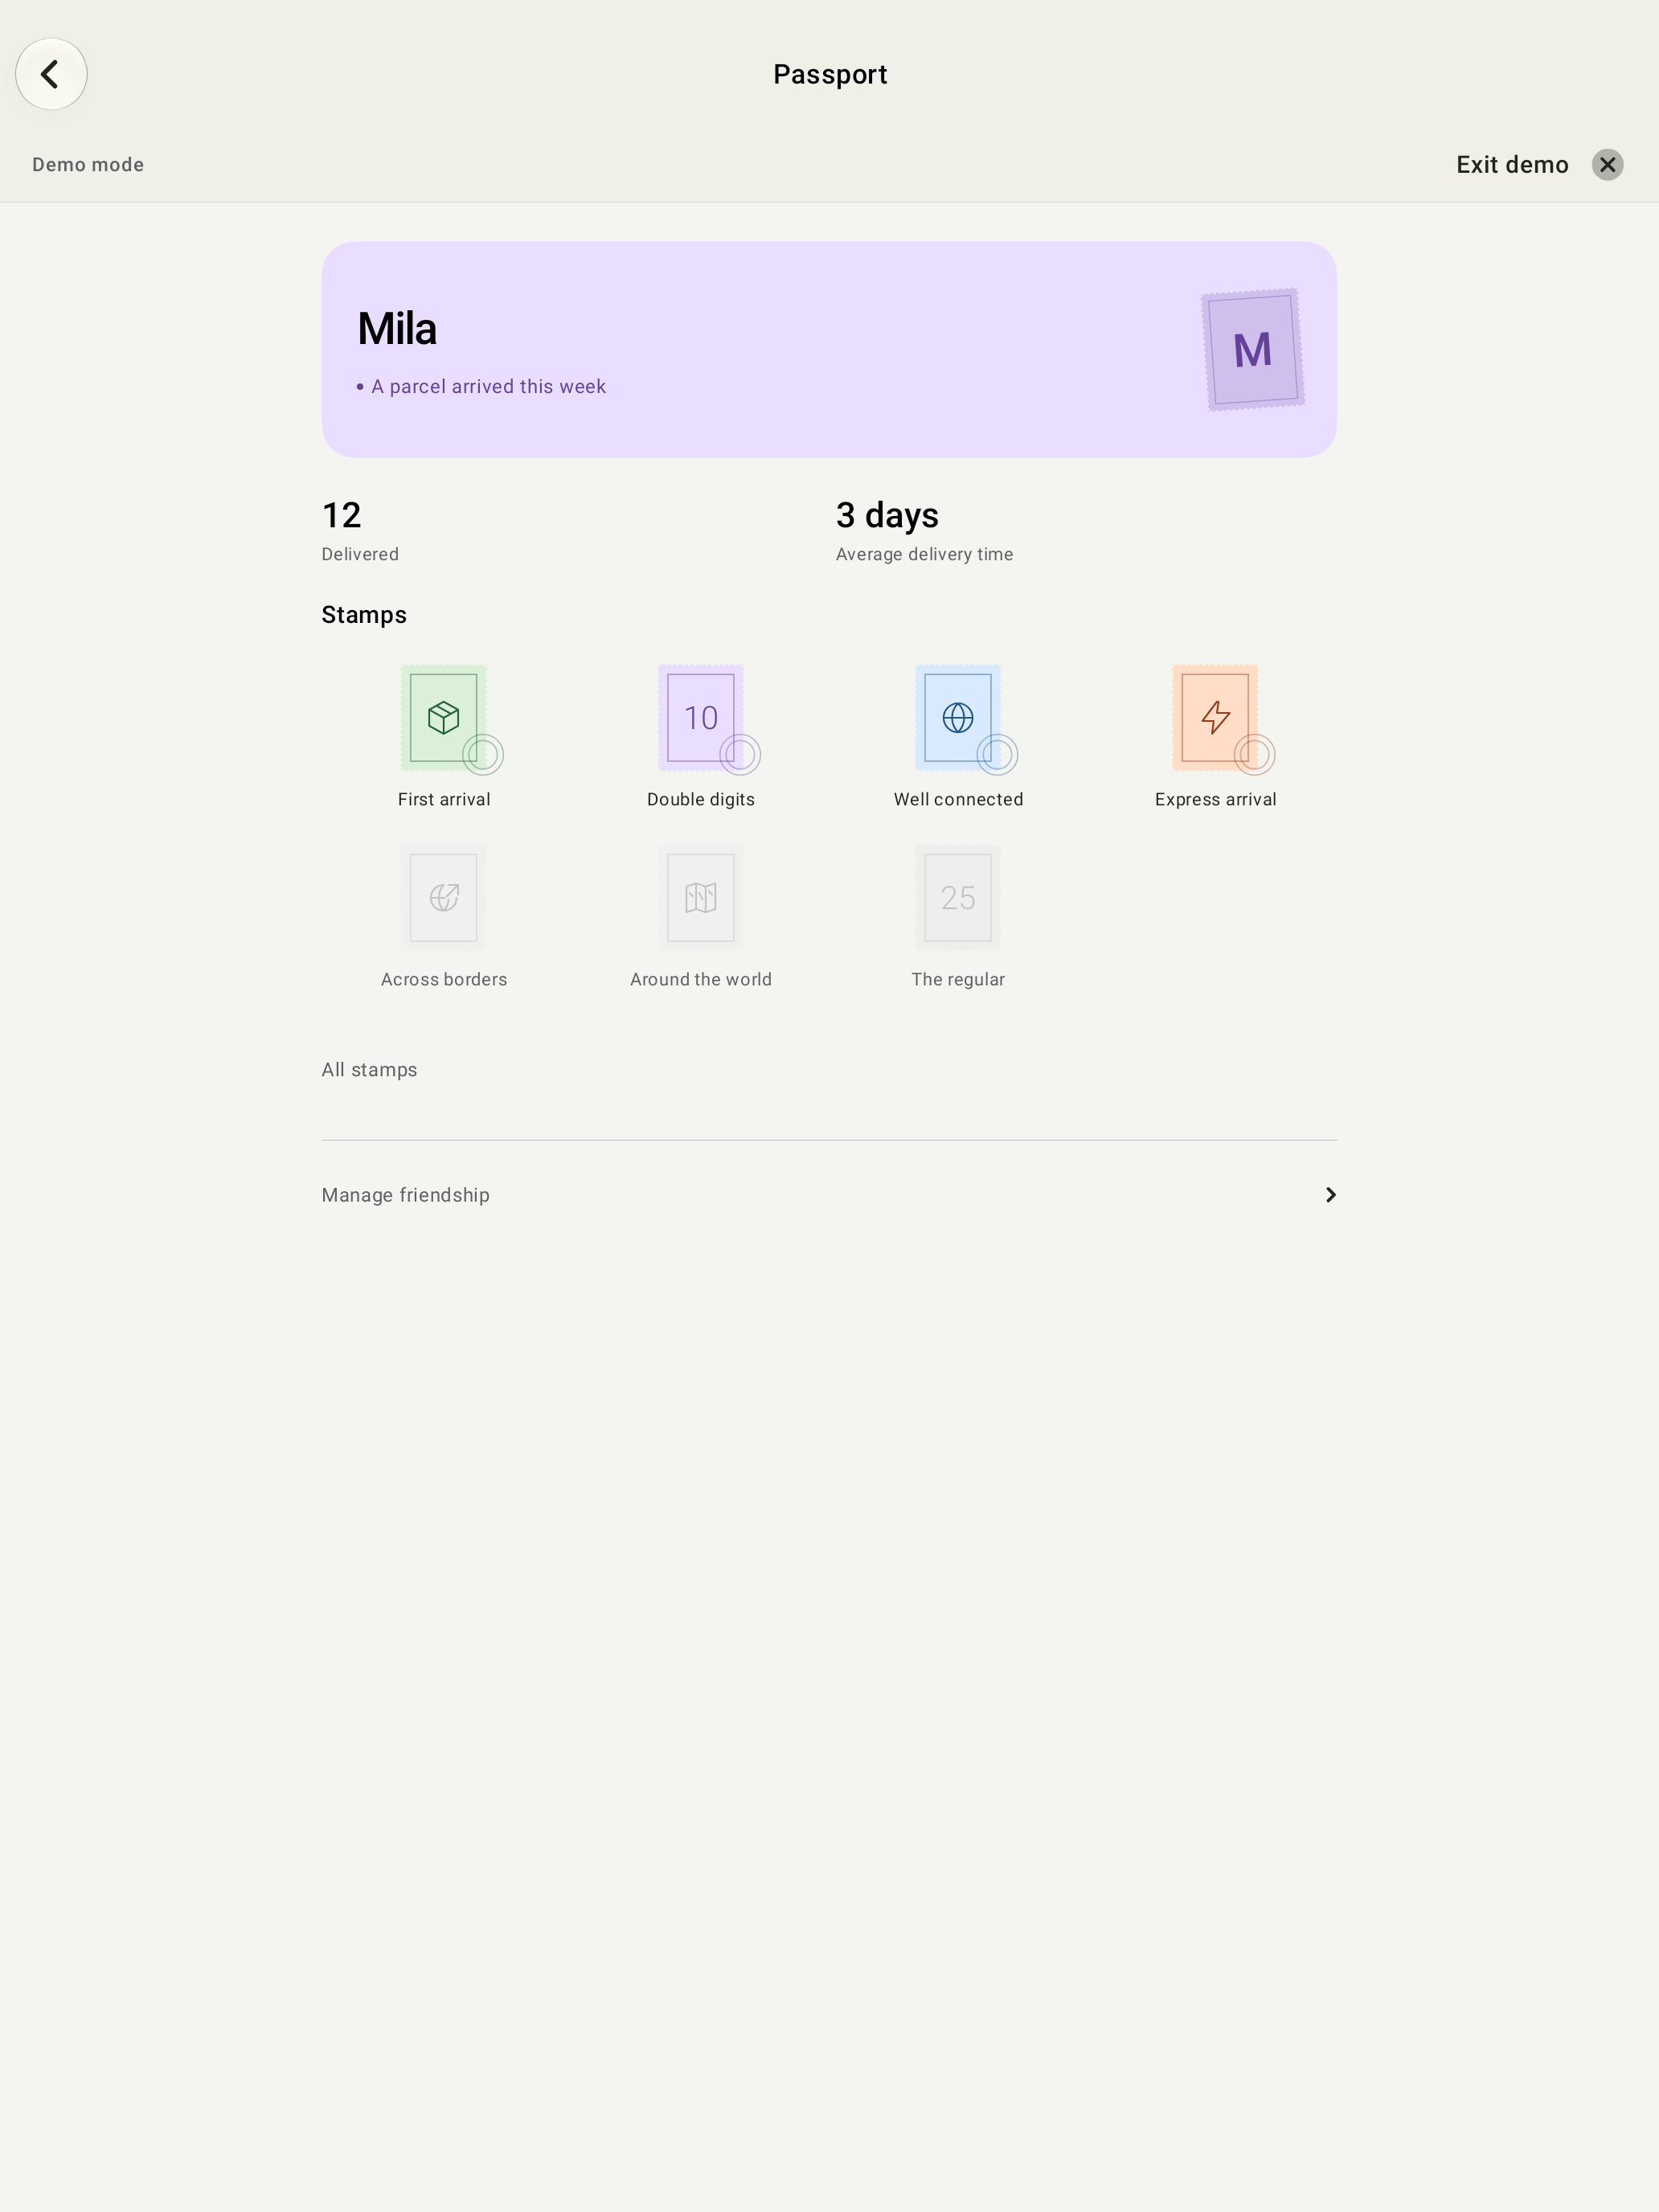 Passport
Demo mode
Exit demo
Mila
• A parcel arrived this week
M
12
Delivered
3 days
Average delivery time
Stamps
10
First arrival
Double digits
Well connected
Express arrival
25
Across borders
Around the world
The regular
All stamps
Manage friendship